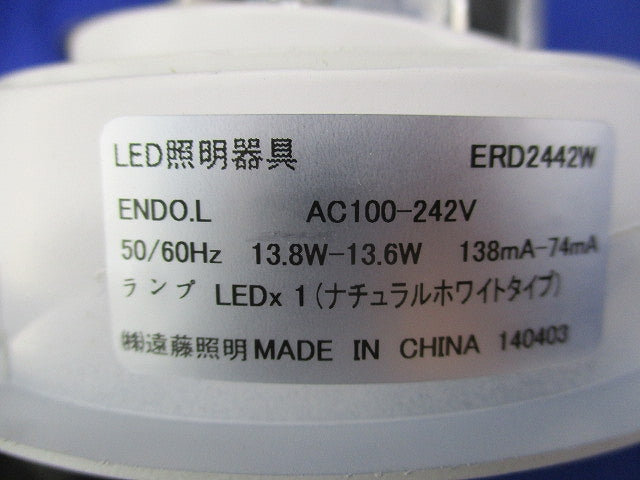 LED照明器具 ERD2442W
ENDO.L AC100-242V
50/60Hz 13.8W-13.6W 138mA-74mA
ランプ LEDx 1 (ナチュラルホワイトタイプ)
㈱遠藤照明 MADE IN CHINA 140403